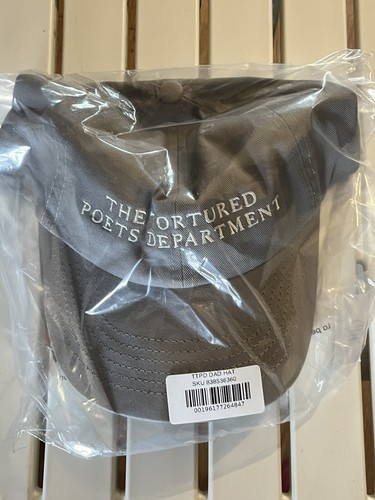 THE TORTURED
POETS DEPARTMENT
TTPD DAD HAT
SKU 838536360
00196177264847